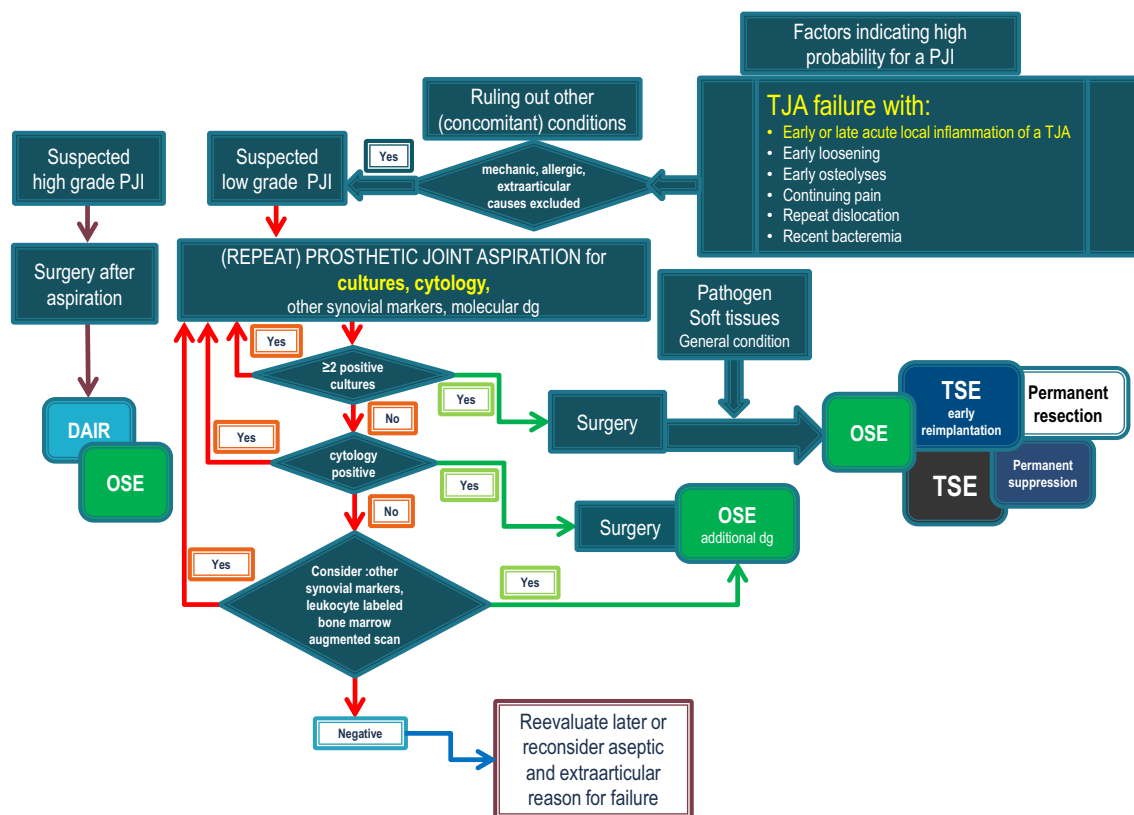 Factors indicating high
probability for a PJI
TJA failure with:
• Early or late acute local inflammation of a TJA
• Early loosening
• Early osteolyses
• Continuing pain
• Repeat dislocation
• Recent bacteremia
Ruling out other
(concomitant) conditions
mechanic, allergic,
extraarticular
causes excluded
Yes
Suspected
high grade PJI
Suspected
low grade PJI
Surgery after
aspiration
DAIR
OSE
(REPEAT) PROSTHETIC JOINT ASPIRATION for
cultures, cytology,
other synovial markers, molecular dg
Yes
≥2 positive
cultures
Yes
No
Pathogen
Soft tissues
General condition
Surgery
OSE
TSE
early
reimplantation
Permanent
resection
TSE
Permanent
suppression
Yes
cytology
positive
Yes
No
Surgery
OSE
additional dg
Yes
Consider :other
synovial markers,
leukocyte labeled
bone marrow
augmented scan
Yes
Negative
Reevaluate later or
reconsider aseptic
and extraarticular
reason for failure